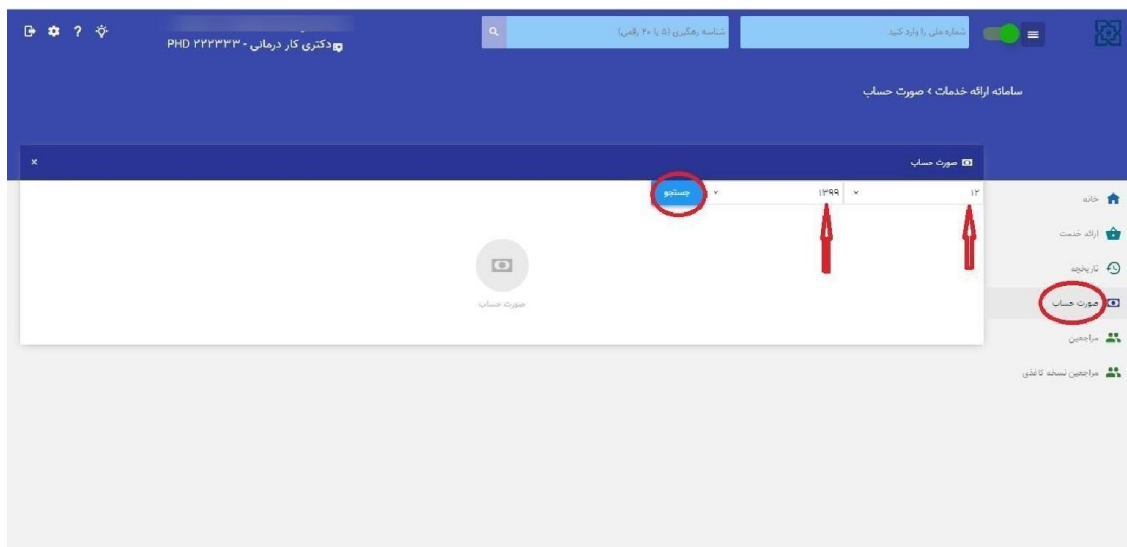 شماره ملی را وارد کنید
شناسه رهگیری (۵ یا ۲۰ رقمی)
دکتری کار درمانی - PHD ۲۲۲۳۳۳
سامانه ارائه خدمات › صورت حساب
صورت حساب
۱۲
۱۳۹۹
جستجو
صورت حساب
خانه
ارائه خدمت
تاریخچه
صورت حساب
مراجعین
مراجعین نسخه کاغذی